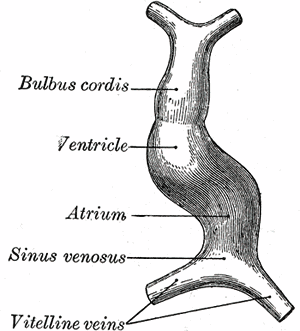 Bulbus cordis
Ventricle
Atrium
Sinus venosus
Vitelline veins